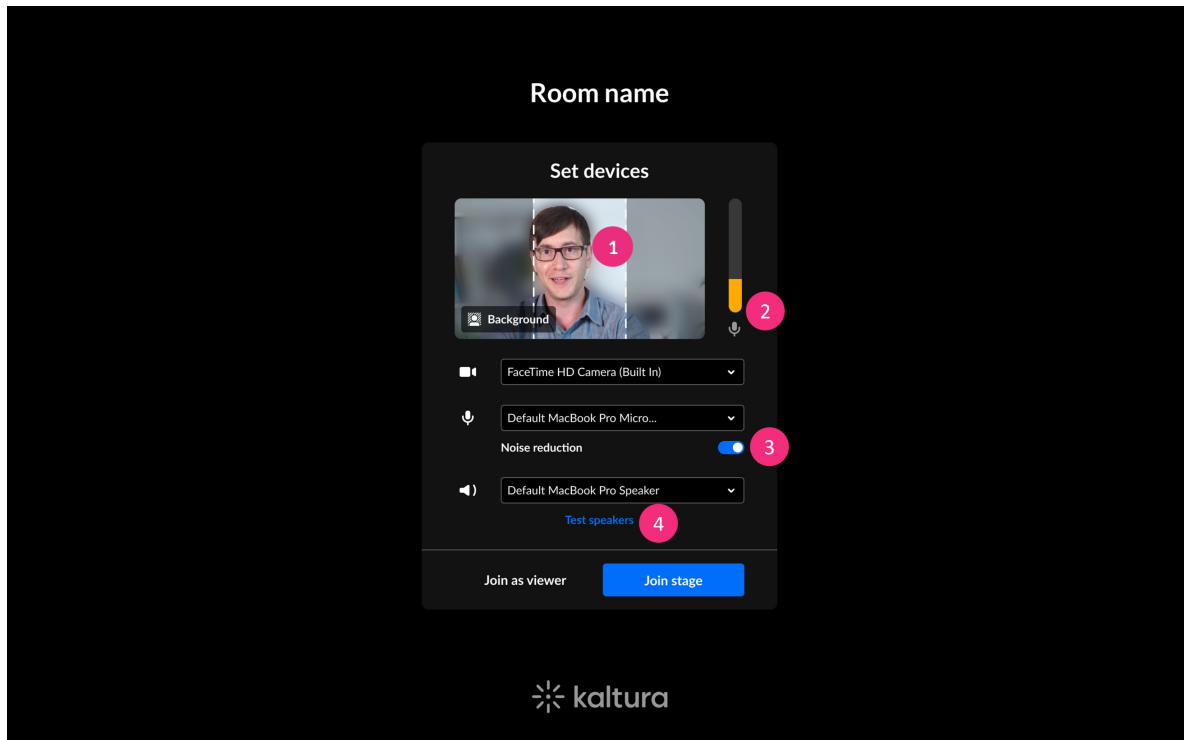 Room name
Set devices
1
Background
2
FaceTime HD Camera (Built In)
Default MacBook Pro Micro...
Noise reduction
3
Default MacBook Pro Speaker
Test speakers
4
Join as viewer
Join stage
kaltura